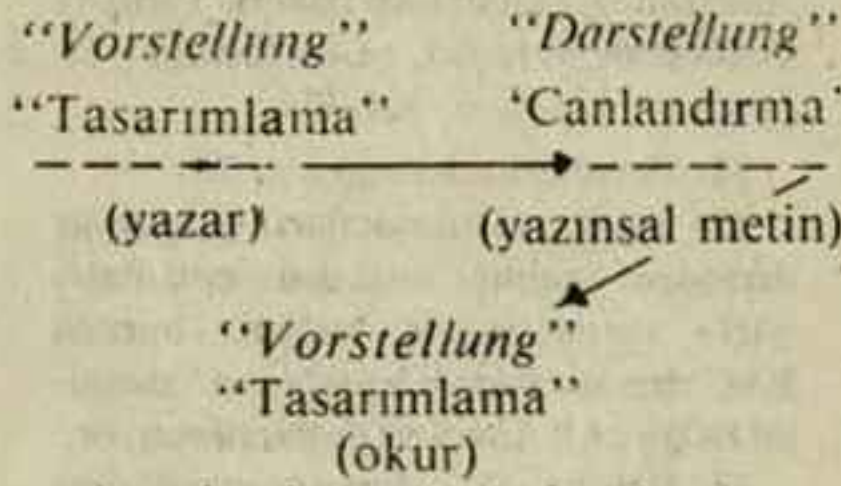 "Vorstellung" "Darstellung"
"Tasarımlama" 'Canlandırma'
(yazar) (yazınsal metin)
"Vorstellung"
"Tasarımlama"
(okur)